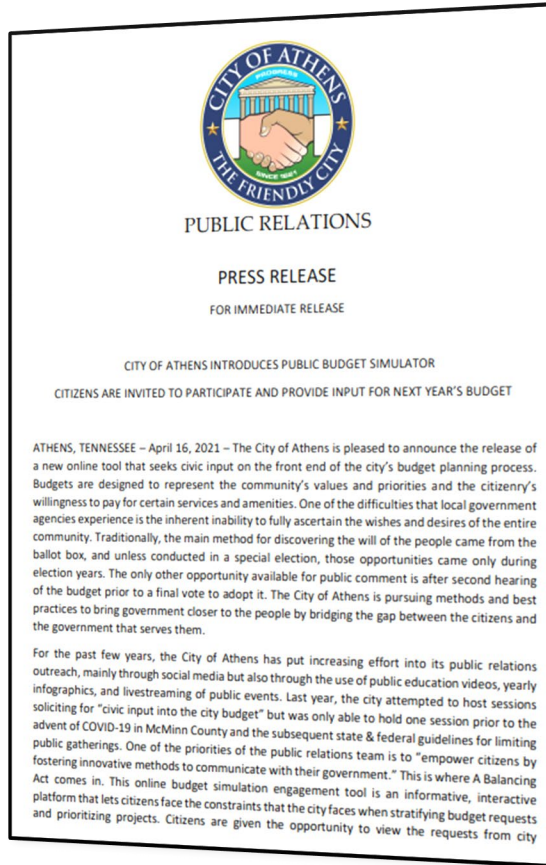 CITY OF ATHENS
PROGRESS
SINCE 1821
THE FRIENDLY CITY
PUBLIC RELATIONS
PRESS RELEASE
FOR IMMEDIATE RELEASE
CITY OF ATHENS INTRODUCES PUBLIC BUDGET SIMULATOR
CITIZENS ARE INVITED TO PARTICIPATE AND PROVIDE INPUT FOR NEXT YEAR'S BUDGET
ATHENS, TENNESSEE – April 16, 2021 – The City of Athens is pleased to announce the release of
a new online tool that seeks civic input on the front end of the city's budget planning process.
Budgets are designed to represent the community's values and priorities and the citizenry's
willingness to pay for certain services and amenities. One of the difficulties that local government
agencies experience is the inherent inability to fully ascertain the wishes and desires of the entire
community. Traditionally, the main method for discovering the will of the people came from the
ballot box, and unless conducted in a special election, those opportunities came only during
election years. The only other opportunity available for public comment is after second hearing
of the budget prior to a final vote to adopt it. The City of Athens is pursuing methods and best
practices to bring government closer to the people by bridging the gap between the citizens and
the government that serves them.
For the past few years, the City of Athens has put increasing effort into its public relations
outreach, mainly through social media but also through the use of public education videos, yearly
infographics, and livestreaming of public events. Last year, the city attempted to host sessions
soliciting for "civic input into the city budget" but was only able to hold one session prior to the
advent of COVID-19 in McMinn County and the subsequent state & federal guidelines for limiting
public gatherings. One of the priorities of the public relations team is to "empower citizens by
fostering innovative methods to communicate with their government." This is where A Balancing
Act comes in. This online budget simulation engagement tool is an informative, interactive
platform that lets citizens face the constraints that the city faces when stratifying budget requests
and prioritizing projects. Citizens are given the opportunity to view the requests from city